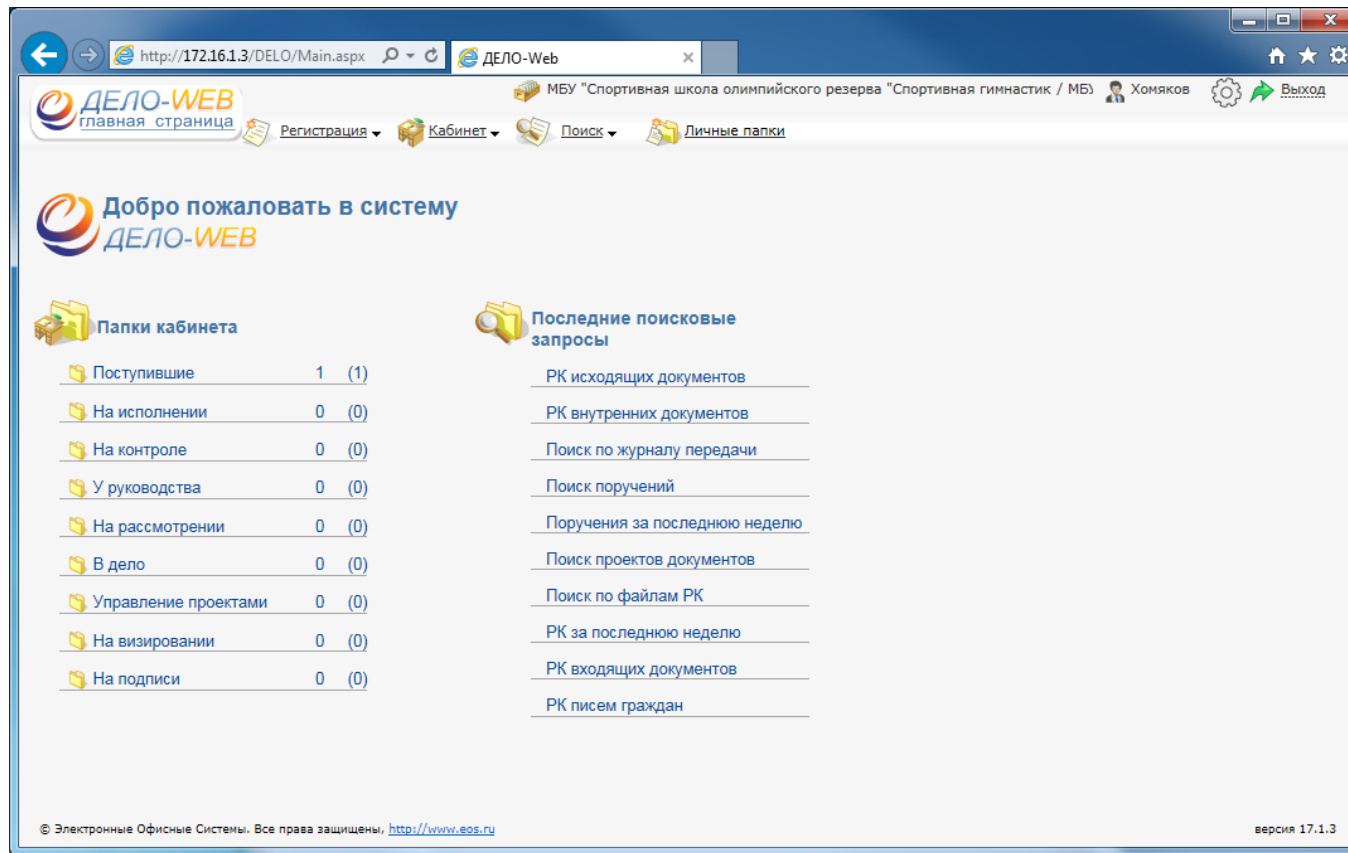 http://172.16.1.3/DELO/Main.aspx
ДЕЛО-Web
ДЕЛО-WEB
главная страница
МБУ "Спортивная школа олимпийского резерва "Спортивная гимнастик / МБУ
Хомяков
Выход
Регистрация
Кабинет
Поиск
Личные папки
Добро пожаловать в систему
ДЕЛО-WEB
Папки кабинета
Поступившие 1 (1)
На исполнении 0 (0)
На контроле 0 (0)
У руководства 0 (0)
На рассмотрении 0 (0)
В дело 0 (0)
Управление проектами 0 (0)
На визировании 0 (0)
На подписи 0 (0)
Последние поисковые
запросы
РК исходящих документов
РК внутренних документов
Поиск по журналу передачи
Поиск поручений
Поручения за последнюю неделю
Поиск проектов документов
Поиск по файлам РК
РК за последнюю неделю
РК входящих документов
РК писем граждан
© Электронные Офисные Системы. Все права защищены, http://www.eos.ru
версия 17.1.3